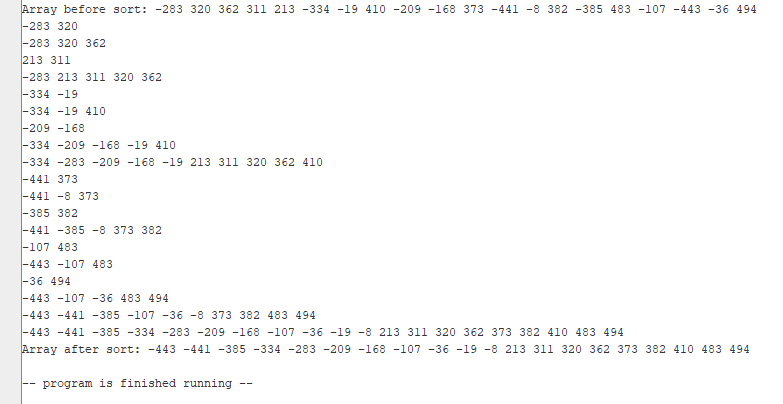 Array before sort: -283 320 362 311 213 -334 -19 410 -209 -168 373 -441 -8 382 -385 483 -107 -443 -36 494
-283 320
-283 320 362
213 311
-283 213 311 320 362
-334 -19
-334 -19 410
-209 -168
-334 -209 -168 -19 410
-334 -283 -209 -168 -19 213 311 320 362 410
-441 373
-441 -8 373
-385 382
-441 -385 -8 373 382
-107 483
-443 -107 483
-36 494
-443 -107 -36 483 494
-443 -441 -385 -107 -36 -8 373 382 483 494
-443 -441 -385 -334 -283 -209 -168 -107 -36 -19 -8 213 311 320 362 373 382 410 483 494
Array after sort: -443 -441 -385 -334 -283 -209 -168 -107 -36 -19 -8 213 311 320 362 373 382 410 483 494
-- program is finished running --